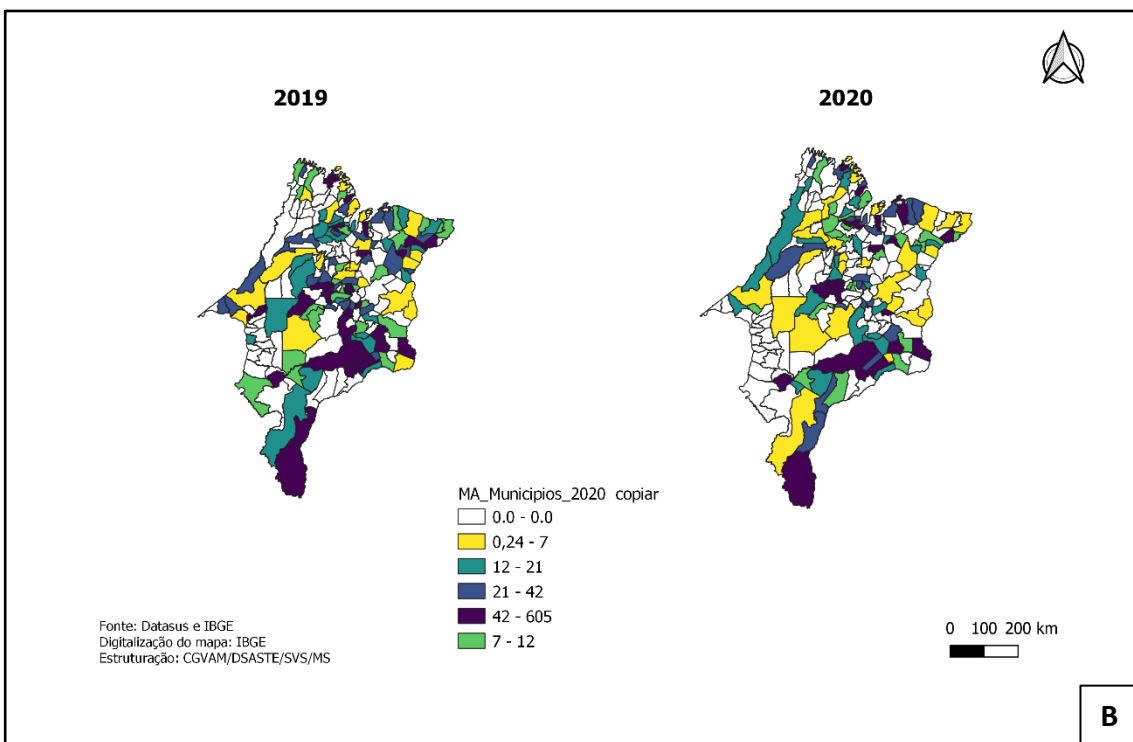 2019
2020
MA_Municipios_2020 copiar
0.0 - 0.0
0,24 - 7
12 - 21
21 - 42
42 - 605
7 - 12
Fonte: Datasus e IBGE
Digitalização do mapa: IBGE
Estruturação: CGVAM/DSASTE/SVS/MS
0 100 200 km
B